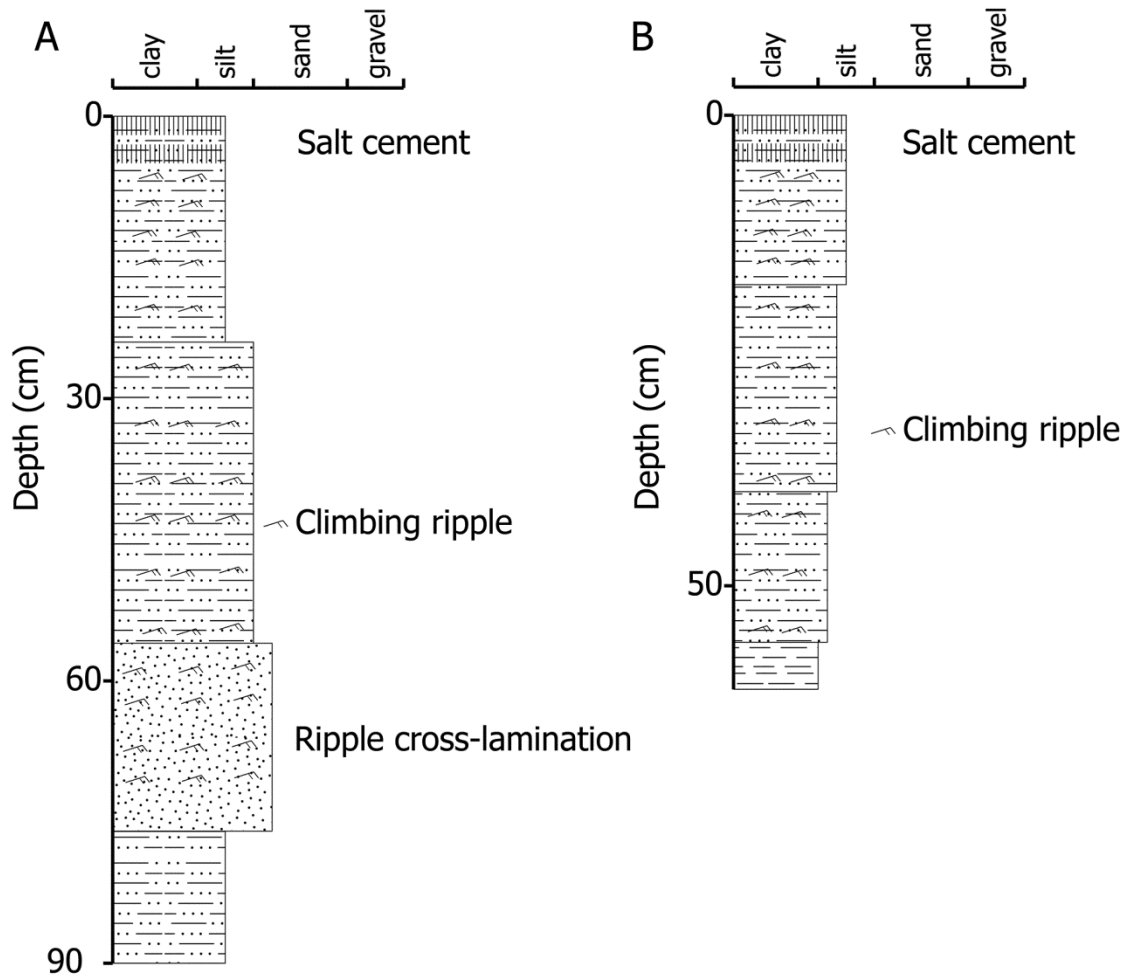 A
clay
silt
sand
gravel
0
Salt cement
30
Depth (cm)
Climbing ripple
60
Ripple cross-lamination
90
B
clay
silt
sand
gravel
0
Salt cement
Depth (cm)
Climbing ripple
50